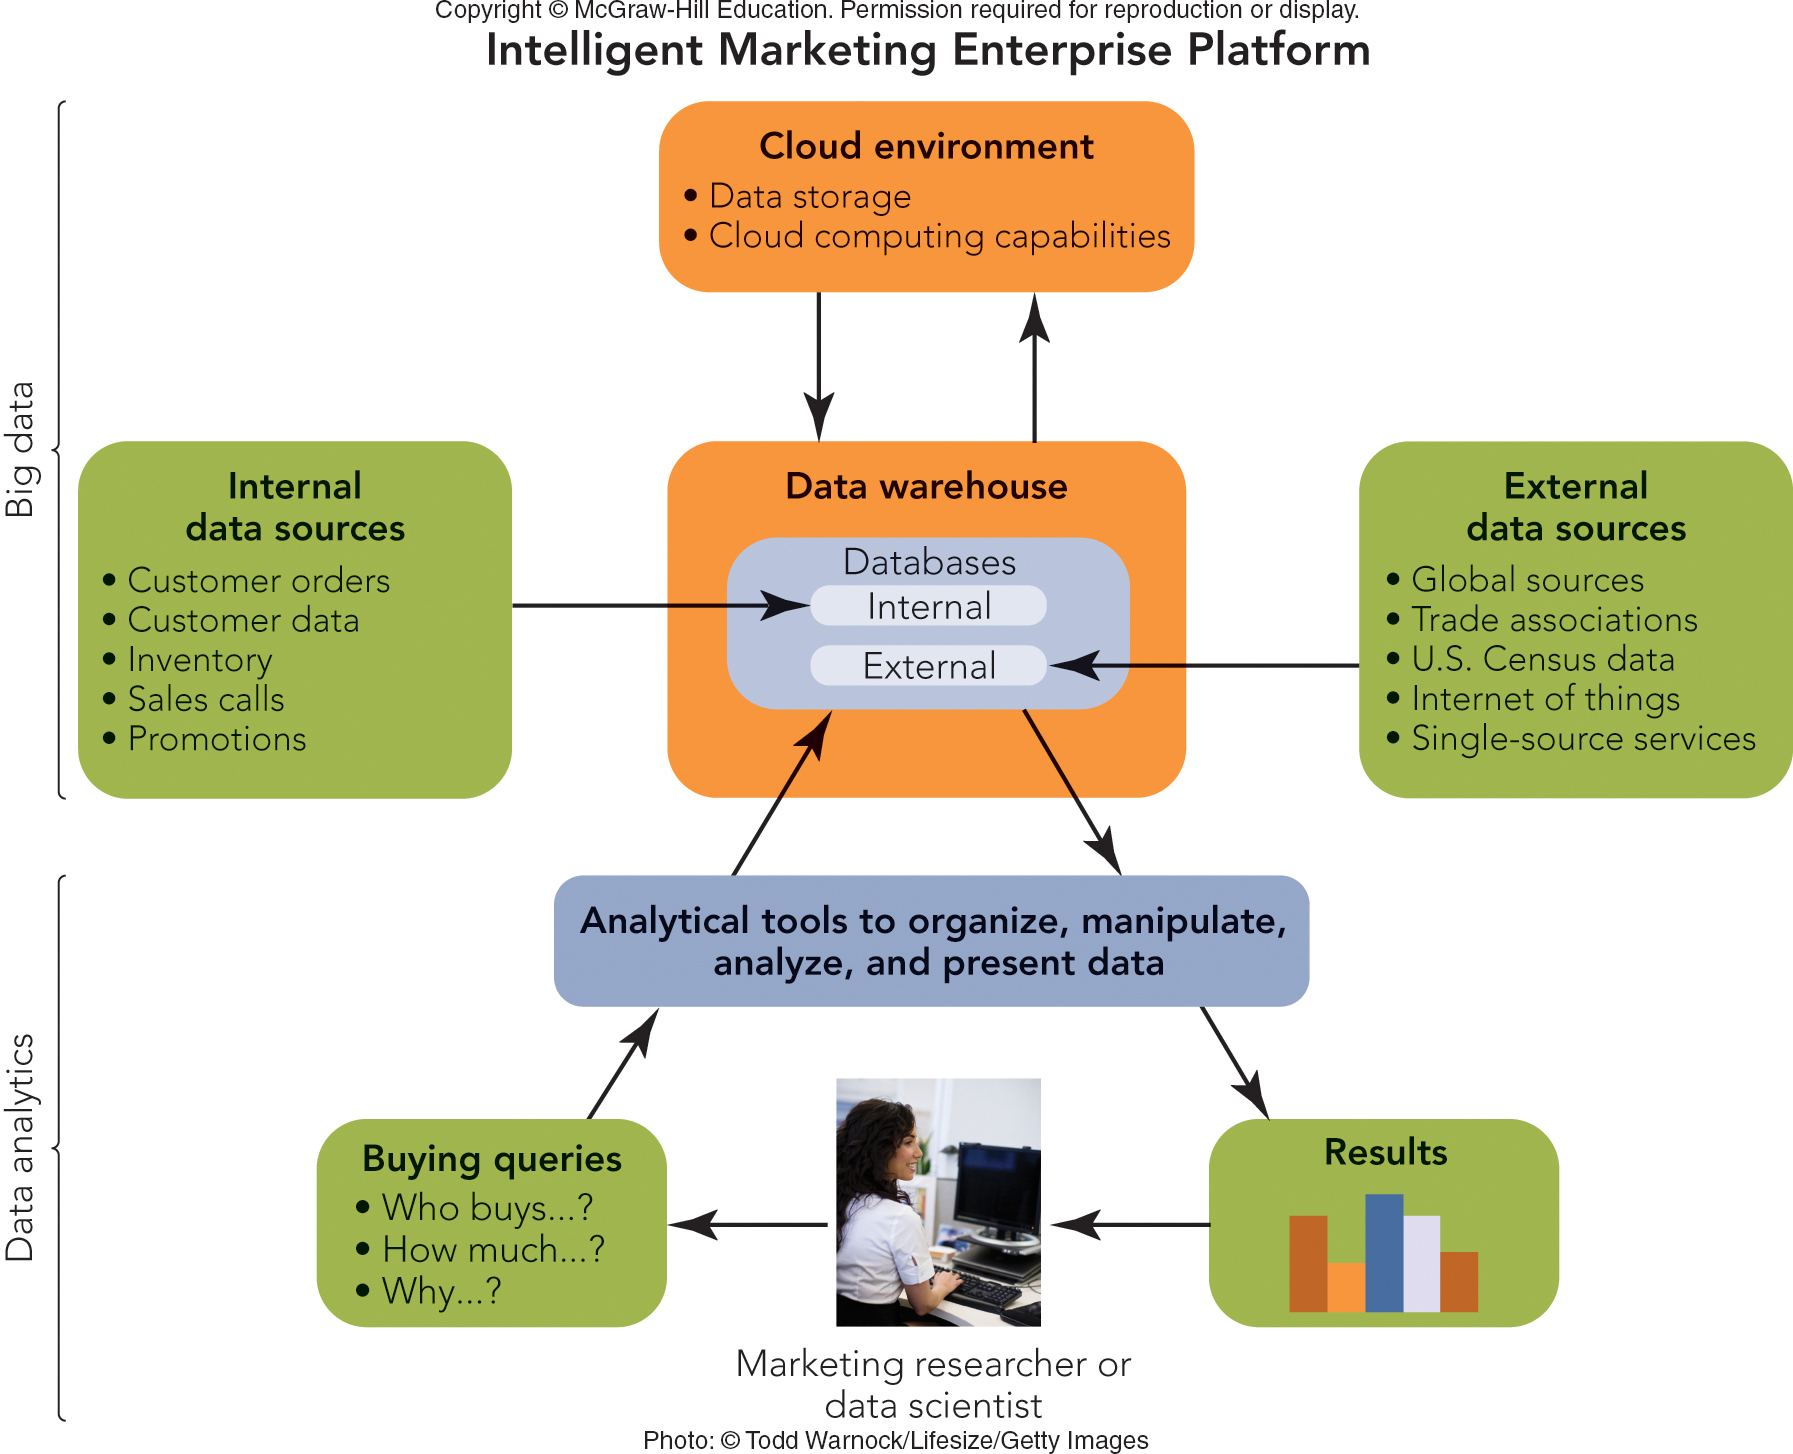 Copyright © McGraw-Hill Education. Permission required for reproduction or display.
Intelligent Marketing Enterprise Platform
Cloud environment
• Data storage
• Cloud computing capabilities
Big data
Internal
data sources
• Customer orders
• Customer data
• Inventory
• Sales calls
• Promotions
Data warehouse
Databases
Internal
External
External
data sources
• Global sources
• Trade associations
• U.S. Census data
• Internet of things
• Single-source services
Data analytics
Analytical tools to organize, manipulate,
analyze, and present data
Buying queries
• Who buys...?
• How much...?
• Why...?
Results
Marketing researcher or
data scientist
Photo: © Todd Warnock/Lifesize/Getty Images